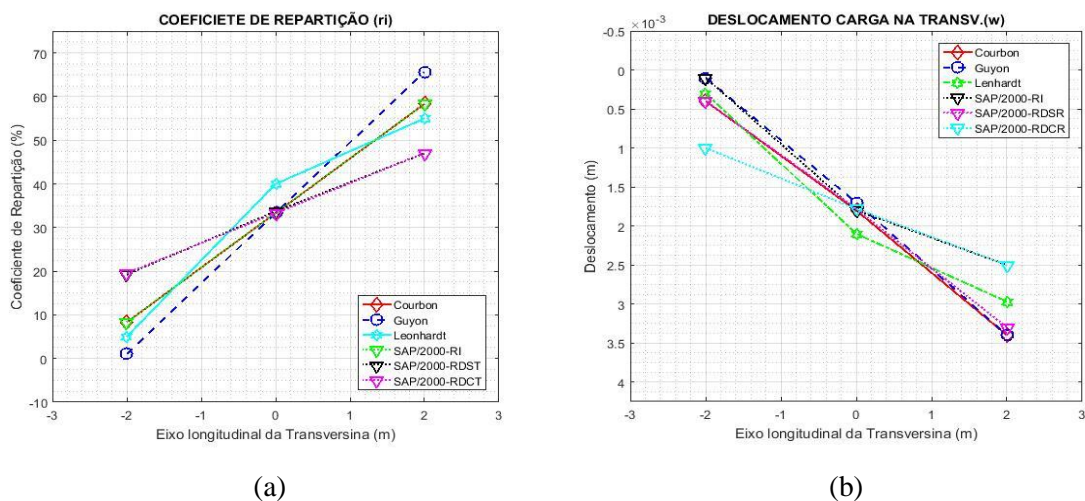 COEFICIETE DE REPARTIÇÃO (ri)
70
60
50
40
30
20
10
0
-10
-3
-2
-1
0
1
2
3
Coeficiente de Repartição (%)
Eixo longitudinal da Transversina (m)
Courbon
Guyon
Leonhardt
SAP/2000-RI
SAP/2000-RDST
SAP/2000-RDCT
(a)
DESLOCAMENTO CARGA NA TRANSV.(w)
×10-3
-0.5
0
0.5
1
1.5
2
2.5
3
3.5
4
-3
-2
-1
0
1
2
3
Deslocamento (m)
Eixo longitudinal da Transversina (m)
Courbon
Guyon
Lenhardt
SAP/2000-RI
SAP/2000-RDSR
SAP/2000-RDCR
(b)